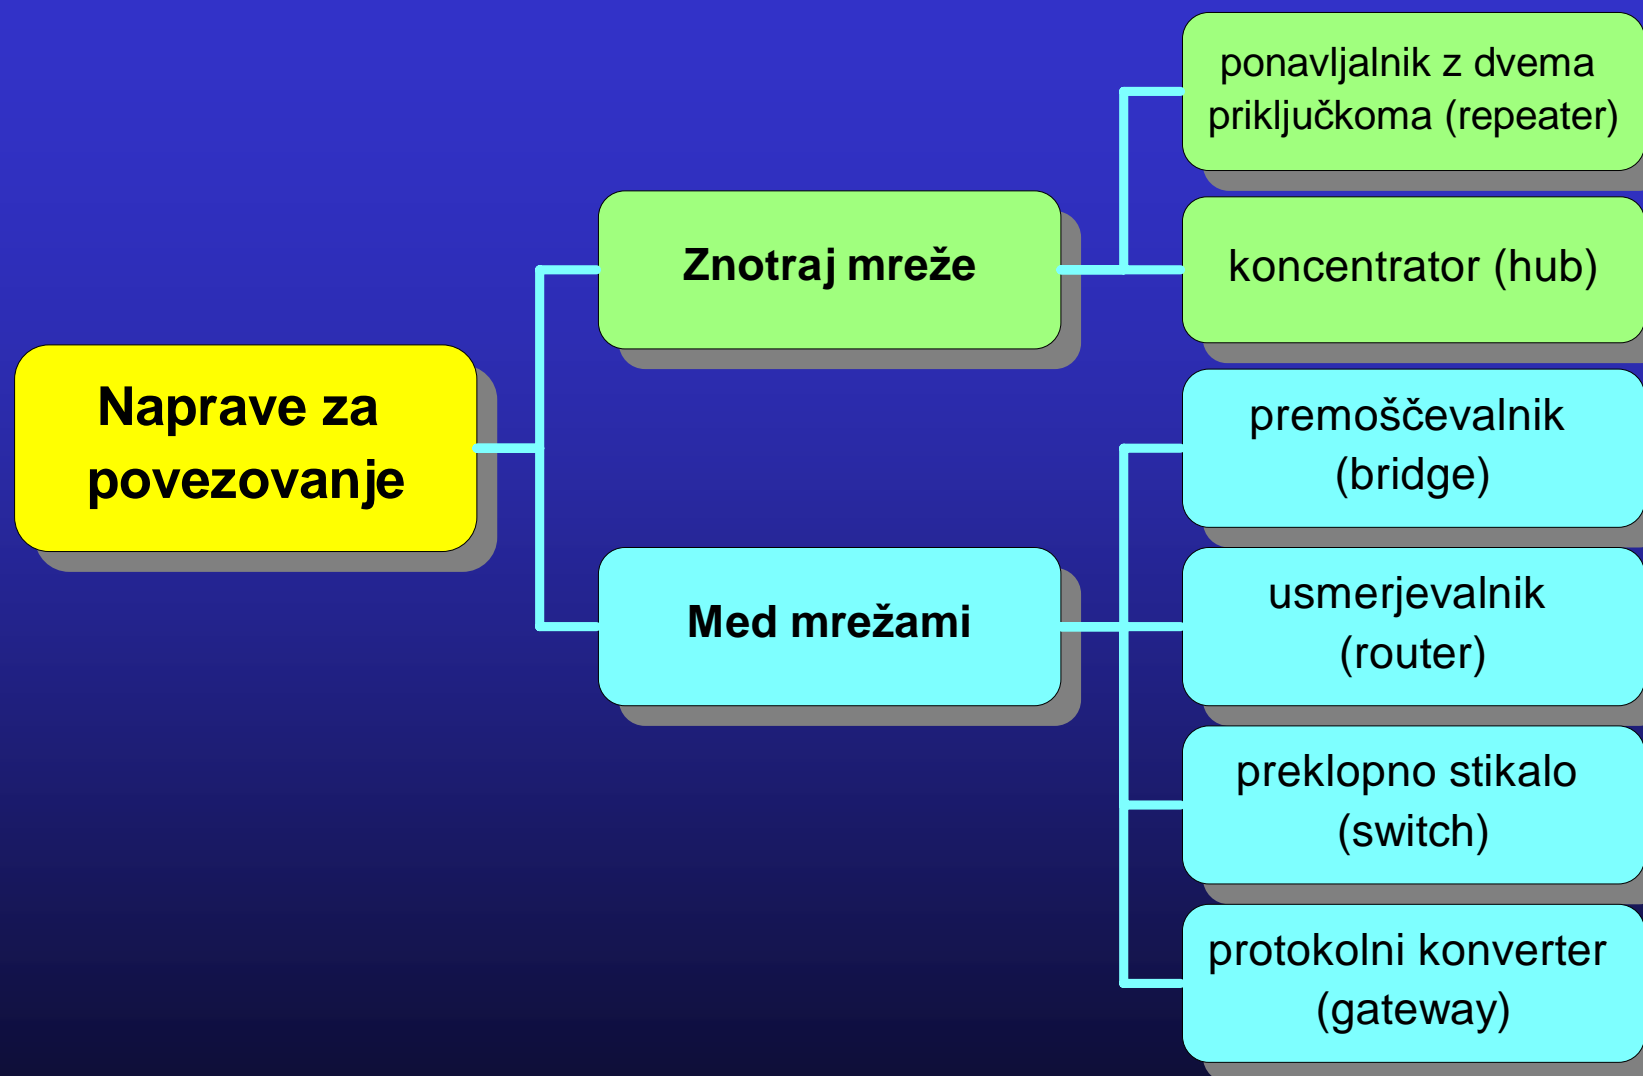 Naprave za
povezovanje
Znotraj mreže
ponavljalnik z dvema
priključkoma (repeater)
koncentrator (hub)
Med mrežami
premoščevalnik
(bridge)
usmerjevalnik
(router)
preklopno stikalo
(switch)
protokolni konverter
(gateway)